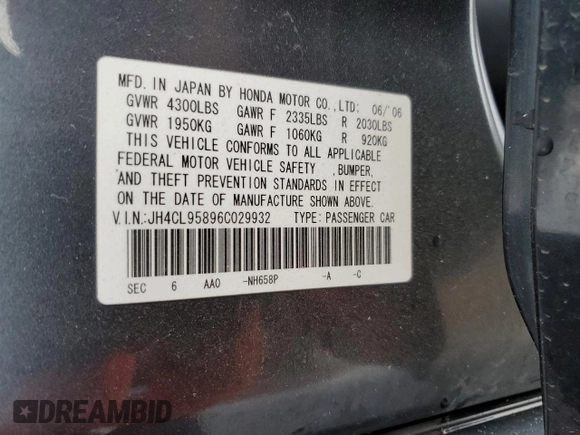 MFD. IN JAPAN BY HONDA MOTOR CO.,LTD: 06/'06
GVWR 4300LBS GAWR F 2335LBS R 2030LBS
GVWR 1950KG GAWR F 1060KG R 920KG
THIS VEHICLE CONFORMS TO ALL APPLICABLE
FEDERAL MOTOR VEHICLE SAFETY ,BUMPER,
AND THEFT PREVENTION STANDARDS IN EFFECT
ON THE DATE OF MANUFACTURE SHOWN ABOVE.
V.I.N.:JH4CL95896C029932 TYPE: PASSENGER CAR
SEC 6 AAO -NH658P -A -C
DREAMBID